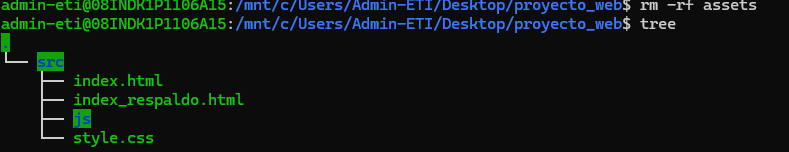 admin-eti@08INDK1P1106A15:/mnt/c/Users/Admin-ETI/Desktop/proyecto_web$ rm -rf assets
admin-eti@08INDK1P1106A15:/mnt/c/Users/Admin-ETI/Desktop/proyecto_web$ tree
.
└── src
    ├── index.html
    ├── index_respaldo.html
    ├── js
    └── style.css